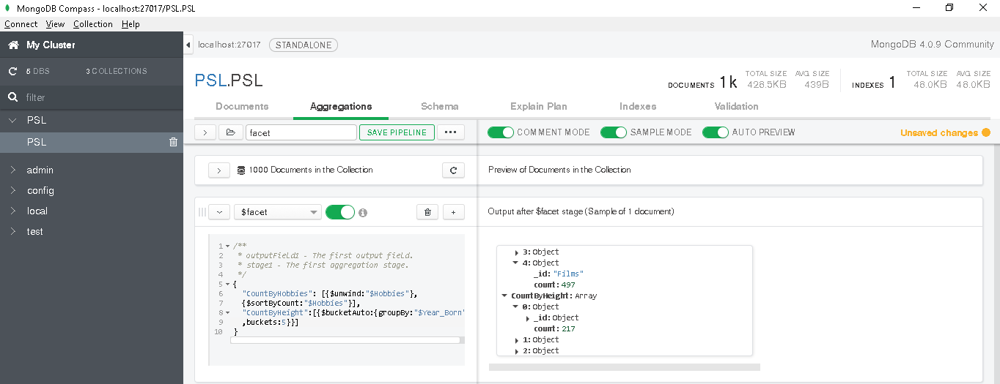 MongoDB Compass - localhost:27017/PSL.PSL
Connect View Collection Help
My Cluster
localhost:27017 STANDALONE
MongoDB 4.0.9 Community
5 DBS 3 COLLECTIONS
filter
PSL
PSL
admin
config
local
test
PSL.PSL
DOCUMENTS 1k TOTAL SIZE 428.5KB AVG. SIZE 439B INDEXES 1 TOTAL SIZE 48.0KB AVG. SIZE 48.0KB
Documents Aggregations Schema Explain Plan Indexes Validation
facet SAVE PIPELINE ... COMMENT MODE SAMPLE MODE AUTO PREVIEW Unsaved changes
1000 Documents in the Collection
Preview of Documents in the Collection
$facet
Output after $facet stage (Sample of 1 document)
1 /**
2 * outputField1 - The first output field.
3 * stage1 - The first aggregation stage.
4 */
5 {
6 "CountByHobbies": [{$unwind:"$Hobbies"},
7 {$sortByCount:"$Hobbies"}],
8 "CountByHeight":[{$bucketAuto:{groupBy:"$Year_Born"
9 ,buckets:5}}]
10 }
3: Object
4: Object
_id: "Films"
count: 497
CountByHeight: Array
0: Object
_id: Object
count: 217
1: Object
2: Object